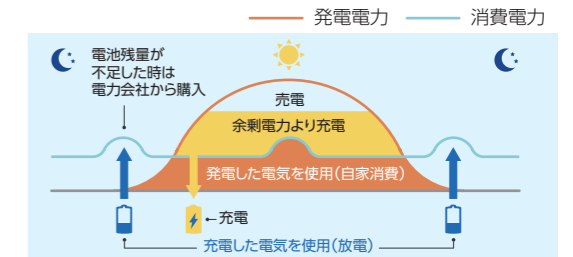 発電電力
消費電力
電池残量が
不足した時は
電力会社から購入
売電
余剰電力より充電
発電した電気を使用（自家消費）
←充電
充電した電気を使用（放電）